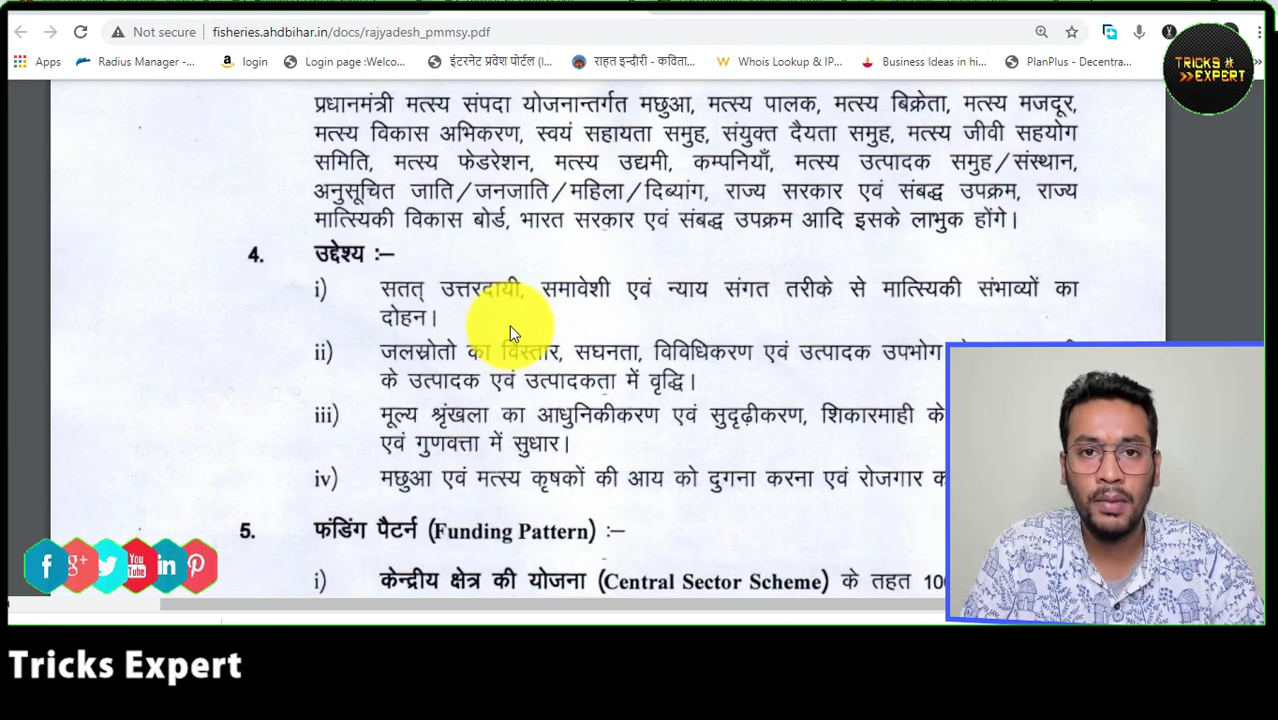 Not secure
fisheries.ahdbihar.in/docs/rajyadesh_pmmsy.pdf
Apps
Radius Manager -...
login
Login page :Welco...
इंटरनेट प्रवेश पोर्टल (I...
राहत इन्दौरी - कविता...
Whois Lookup & IP...
Business Ideas in hi...
PlanPlus - Decentra...
TRICKS
EXPERT
प्रधानमंत्री मत्स्य संपदा योजनान्तर्गत मछुआ, मत्स्य पालक, मत्स्य बिक्रेता, मत्स्य मजदूर,
मत्स्य विकास अभिकरण, स्वयं सहायता समुह, संयुक्त दैयता समुह, मत्स्य जीवी सहयोग
समिति, मत्स्य फेडरेशन, मत्स्य उद्यमी, कम्पनियाँ, मत्स्य उत्पादक समुह/संस्थान,
अनुसूचित जाति/जनजाति/महिला/दिब्यांग, राज्य सरकार एवं संबद्ध उपक्रम, राज्य
मात्स्यिकी विकास बोर्ड, भारत सरकार एवं संबद्ध उपक्रम आदि इसके लाभुक होंगे।
4. उद्देश्य :–
i) सतत् उत्तरदायी, समावेशी एवं न्याय संगत तरीके से मात्स्यिकी संभाव्यों का
दोहन।
ii) जलस्रोतो का विस्तार, सघनता, विविधिकरण एवं उत्पादक उपभोग
के उत्पादक एवं उत्पादकता में वृद्धि।
iii) मूल्य श्रृंखला का आधुनिकीकरण एवं सुदृढ़ीकरण, शिकारमाही के
एवं गुणवत्ता में सुधार।
iv) मछुआ एवं मत्स्य कृषकों की आय को दुगना करना एवं रोजगार
5. फंडिंग पैटर्न (Funding Pattern) :–
i) केन्द्रीय क्षेत्र की योजना (Central Sector Scheme) के तहत 100
You
Tube
Tricks Expert